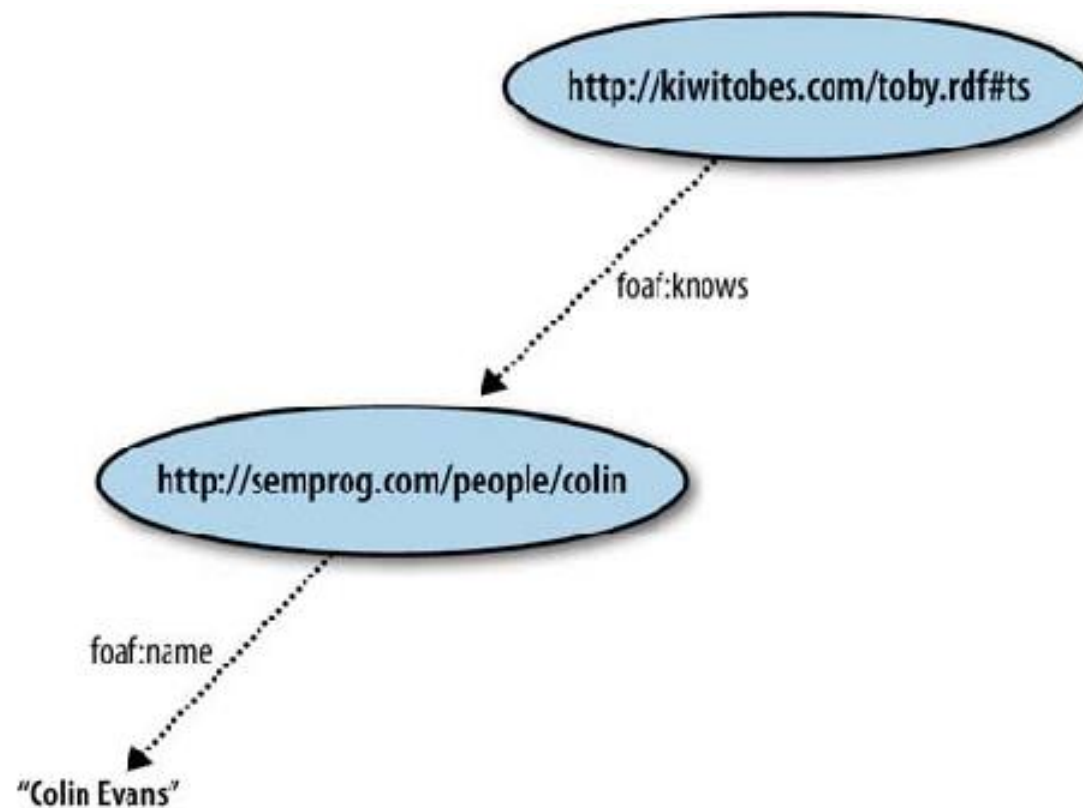 http://kiwitobes.com/toby.rdf#ts
foaf:knows
http://semprog.com/people/colin
foaf:name
“Colin Evans”